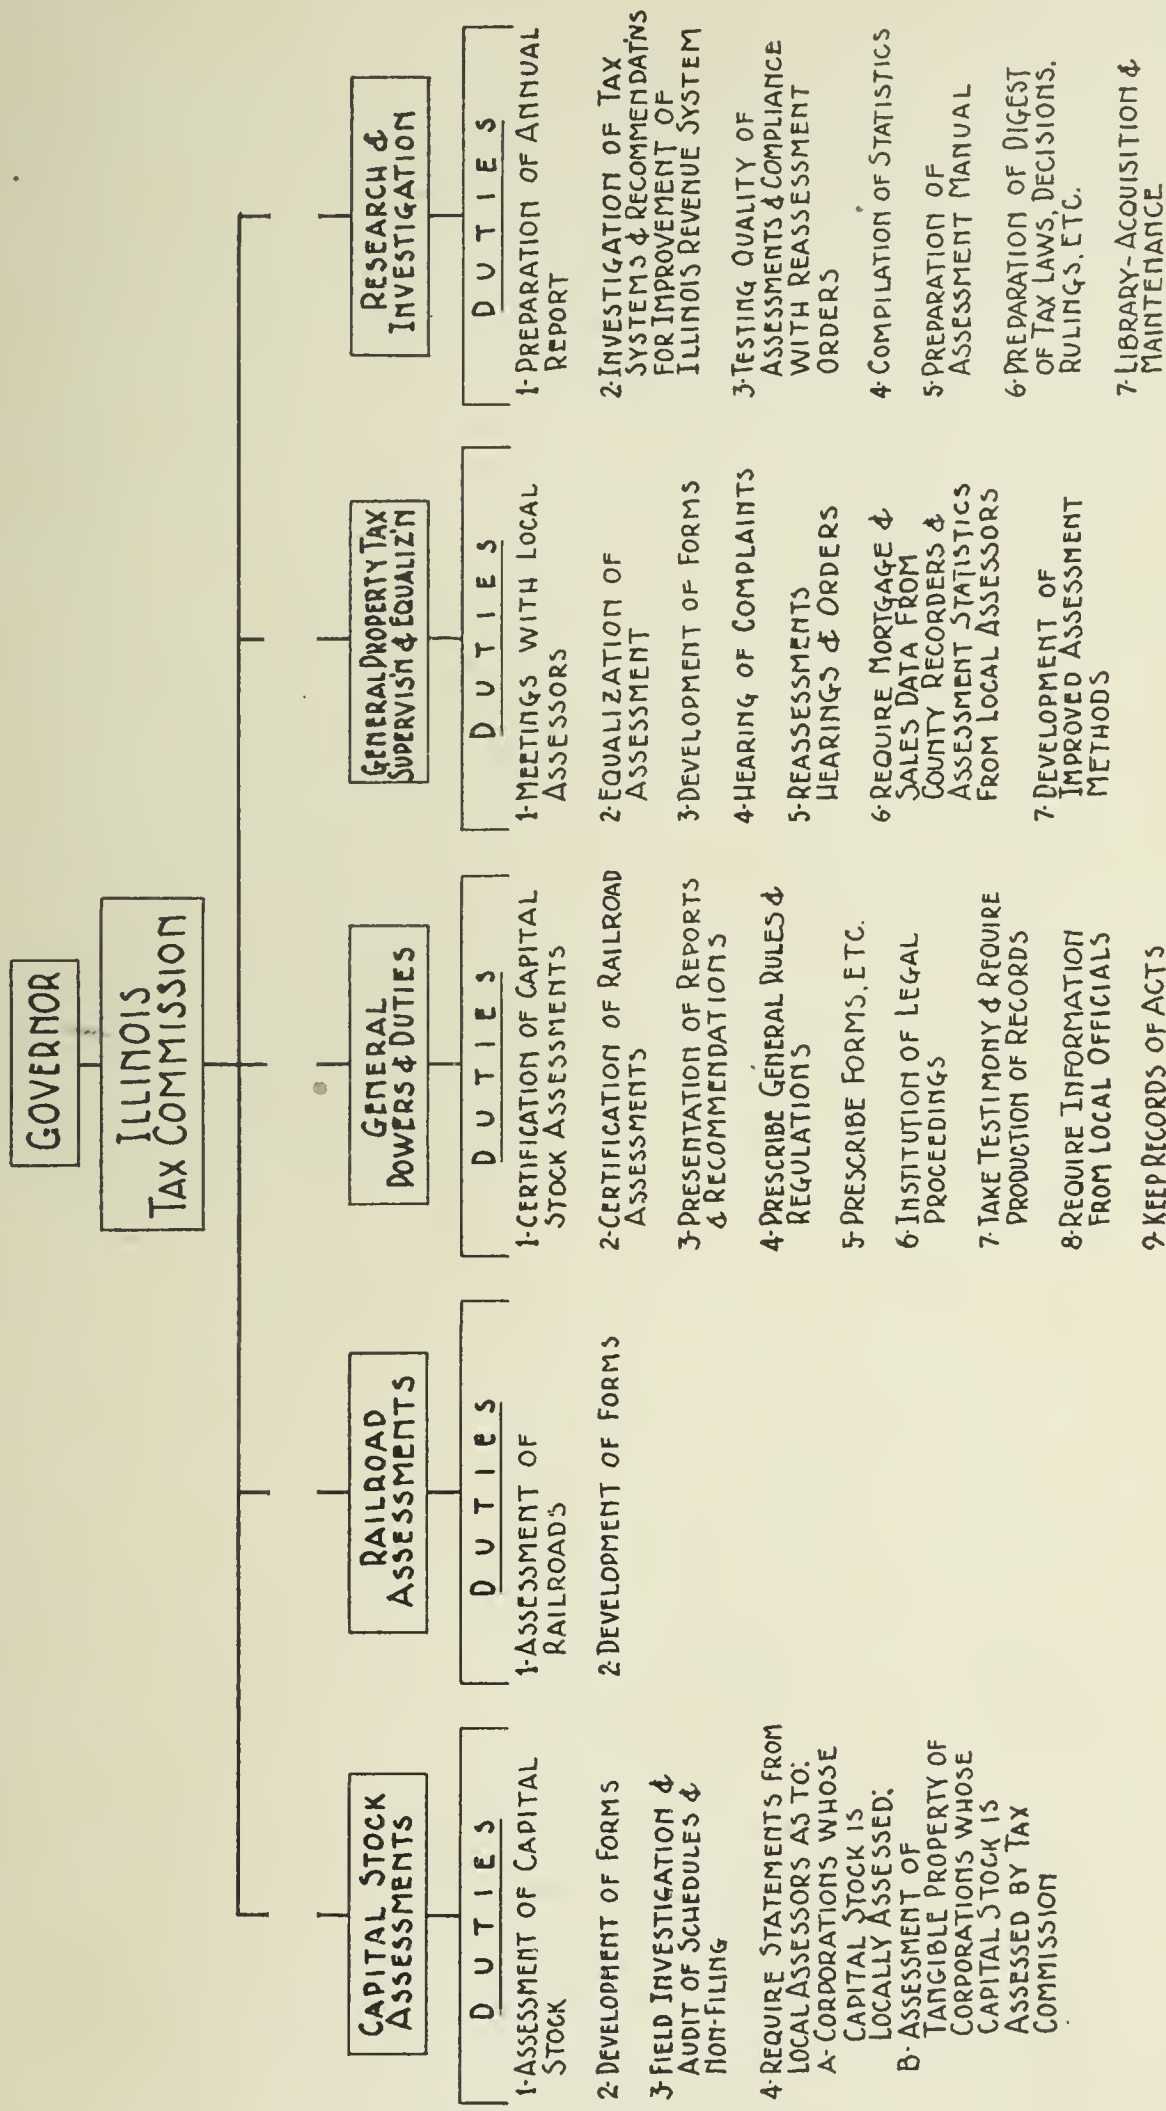 GOVERNOR
ILLINOIS
TAX COMMISSION
CAPITAL STOCK
ASSESSMENTS
DUTIES
1-ASSESSMENT OF CAPITAL
STOCK
2-DEVELOPMENT OF FORMS
3-FIELD INVESTIGATION &
AUDIT OF SCHEDULES &
NON-FILING
4-REQUIRE STATEMENTS FROM
LOCAL ASSESSORS AS TO:
A-CORPORATIONS WHOSE
CAPITAL STOCK IS
LOCALLY ASSESSED:
B-ASSESSMENT OF
TANGIBLE PROPERTY OF
CORPORATIONS WHOSE
CAPITAL STOCK IS
ASSESSED BY TAX
COMMISSION
RAILROAD
ASSESSMENTS
DUTIES
1-ASSESSMENT OF
RAILROADS
2-DEVELOPMENT OF FORMS
GENERAL
POWERS & DUTIES
DUTIES
1-CERTIFICATION OF CAPITAL
STOCK ASSESSMENTS
2-CERTIFICATION OF RAILROAD
ASSESSMENTS
3-PRESENTATION OF REPORTS
& RECOMMENDATIONS
4-PRESCRIBE GENERAL RULES &
REGULATIONS
5-PRESCRIBE FORMS, ETC.
6-INSTITUTION OF LEGAL
PROCEEDINGS
7-TAKE TESTIMONY & REQUIRE
PRODUCTION OF RECORDS
8-REQUIRE INFORMATION
FROM LOCAL OFFICIALS
9-KEEP RECORDS OF ACTS
GENERAL PROPERTY TAX
SUPERVIS'N & EQUALIZ'N
DUTIES
1-MEETINGS WITH LOCAL
ASSESSORS
2-EQUALIZATION OF
ASSESSMENT
3-DEVELOPMENT OF FORMS
4-HEARING OF COMPLAINTS
5-REASSESSMENTS
HEARINGS & ORDERS
6-REQUIRE MORTGAGE &
SALES DATA FROM
COUNTY RECORDERS &
ASSESSMENT STATISTICS
FROM LOCAL ASSESSORS
7-DEVELOPMENT OF
IMPROVED ASSESSMENT
METHODS
RESEARCH &
INVESTIGATION
DUTIES
1-PREPARATION OF ANNUAL
REPORT
2-INVESTIGATION OF TAX
SYSTEMS & RECOMMENDAT'NS
FOR IMPROVEMENT OF
ILLINOIS REVENUE SYSTEM
3-TESTING QUALITY OF
ASSESSMENTS & COMPLIANCE
WITH REASSESSMENT
ORDERS
4-COMPILATION OF STATISTICS
5-PREPARATION OF
ASSESSMENT MANUAL
6-PREPARATION OF DIGEST
OF TAX LAWS, DECISIONS,
RULINGS, ETC.
7-LIBRARY-ACQUISITION &
MAINTENANCE